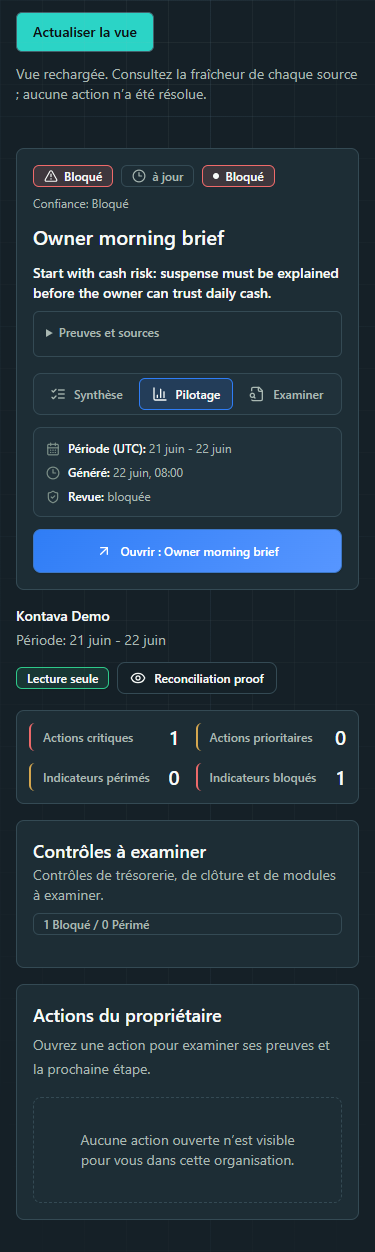 Actualiser la vue
Vue rechargée. Consultez la fraîcheur de chaque source
; aucune action n’a été résolue.
Bloqué
à jour
Bloqué
Confiance: Bloqué
Owner morning brief
Start with cash risk: suspense must be explained
before the owner can trust daily cash.
Preuves et sources
Synthèse
Pilotage
Examiner
Période (UTC): 21 juin - 22 juin
Généré: 22 juin, 08:00
Revue: bloquée
Ouvrir : Owner morning brief
Kontava Demo
Période: 21 juin - 22 juin
Lecture seule
Reconciliation proof
Actions critiques 1
Actions prioritaires 0
Indicateurs périmés 0
Indicateurs bloqués 1
Contrôles à examiner
Contrôles de trésorerie, de clôture et de modules
à examiner.
1 Bloqué / 0 Périmé
Actions du propriétaire
Ouvrez une action pour examiner ses preuves et
la prochaine étape.
Aucune action ouverte n’est visible
pour vous dans cette organisation.